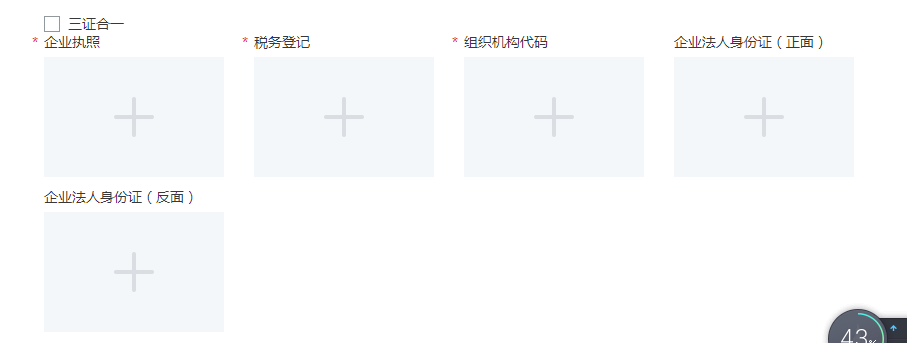 三证合一
* 企业执照
* 税务登记
* 组织机构代码
企业法人身份证（正面）
企业法人身份证（反面）
43%